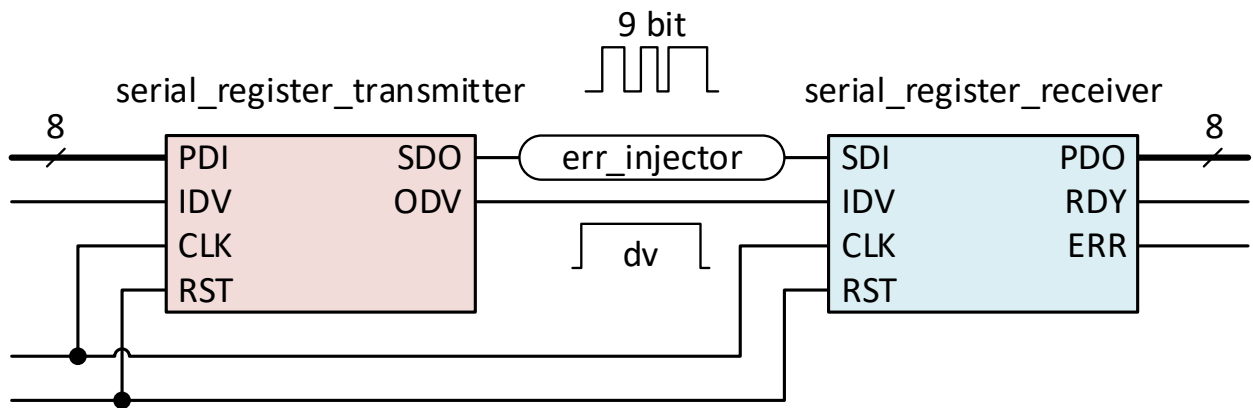 9 bit
serial_register_transmitter
serial_register_receiver
8
8
PDI SDO
err_injector
SDI PDO
IDV ODV
IDV RDY
CLK
dv
CLK ERR
RST
RST